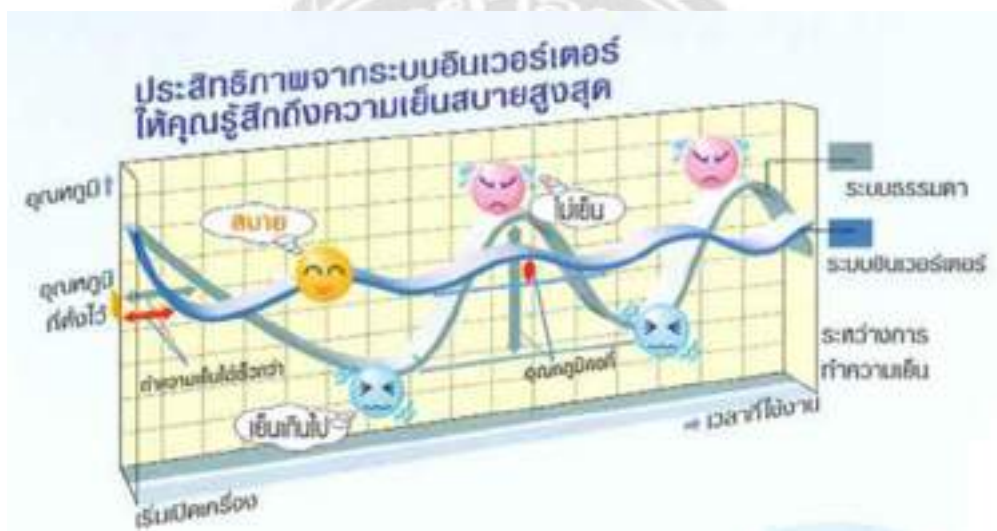 ประสิทธิภาพจากระบบอินเวอร์เตอร์
ให้คุณรู้สึกถึงความเย็นสบายสูงสุด
อุณหภูมิ ↑
สบาย
ไม่เย็น
ระบบธรรมดา
อุณหภูมิ
ที่ตั้งไว้
ระบบอินเวอร์เตอร์
ทำความเย็นได้เร็วกว่า
อุณหภูมิคงที่
ระหว่างการ
ทำความเย็น
เย็นเกินไป
⇒ เวลาที่ใช้งาน
เริ่มเปิดเครื่อง